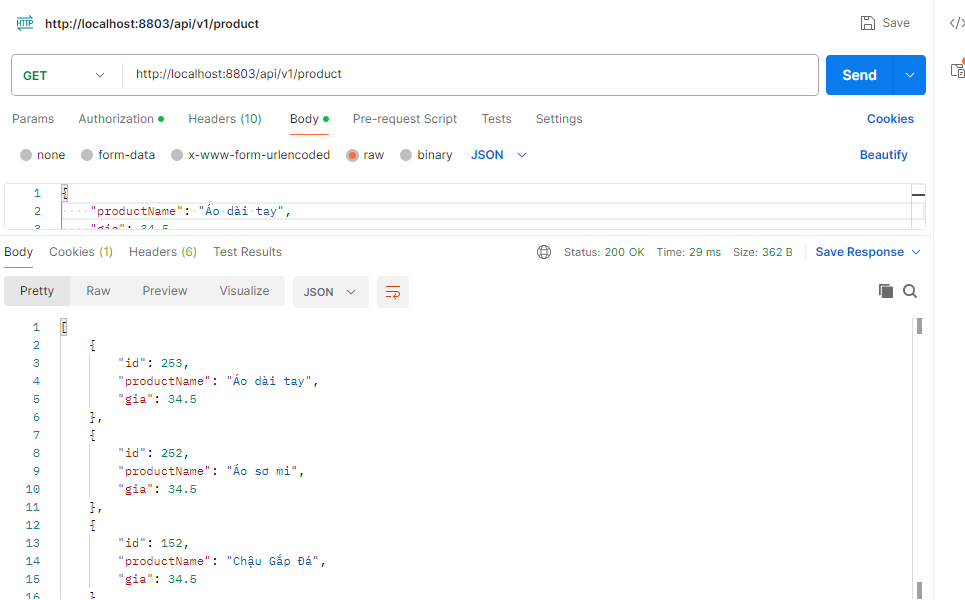 HTTP http://localhost:8803/api/v1/product Save </>
GET http://localhost:8803/api/v1/product Send
Params Authorization Headers (10) Body Pre-request Script Tests Settings Cookies
none form-data x-www-form-urlencoded raw binary JSON Beautify
1 {
2 "productName": "Áo dài tay",
3 "gia": 34.5
Body Cookies (1) Headers (6) Test Results Status: 200 OK Time: 29 ms Size: 362 B Save Response
Pretty Raw Preview Visualize JSON
1 [
2 {
3 "id": 253,
4 "productName": "Áo dài tay",
5 "gia": 34.5
6 },
7 {
8 "id": 252,
9 "productName": "Áo sơ mi",
10 "gia": 34.5
11 },
12 {
13 "id": 152,
14 "productName": "Chậu Gắp Đá",
15 "gia": 34.5
16 }